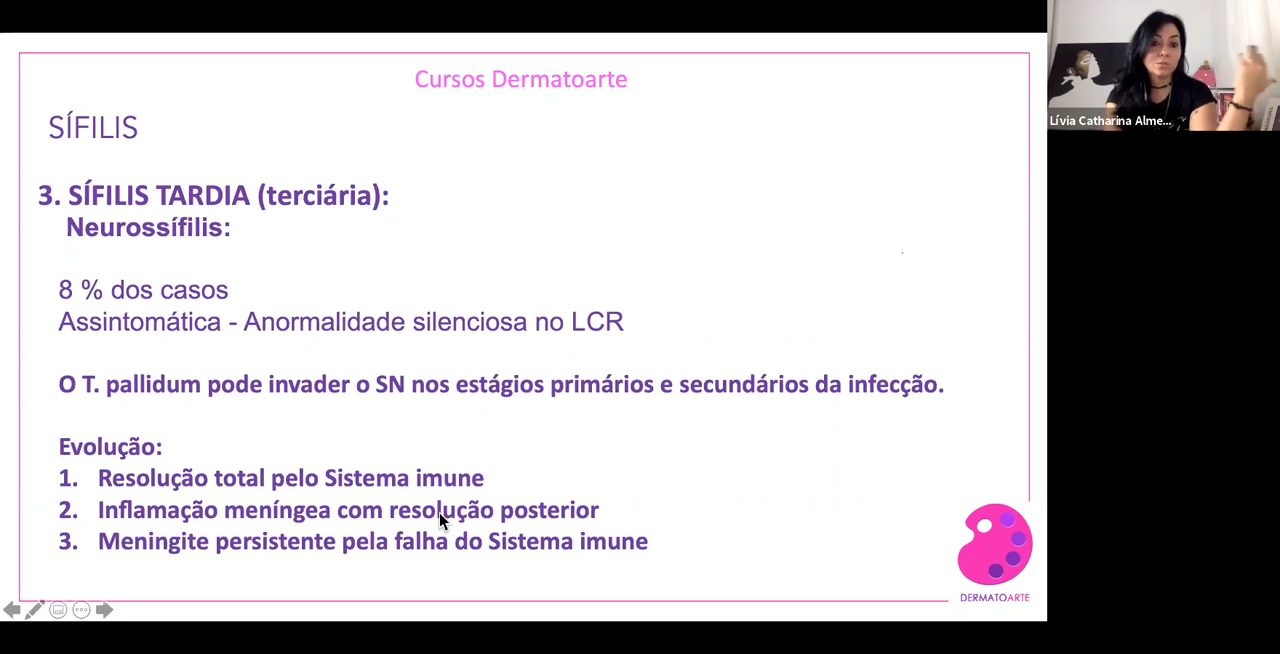 Cursos Dermatoarte
SÍFILIS
3. SÍFILIS TARDIA (terciária):
Neurossífilis:
8 % dos casos
Assintomática - Anormalidade silenciosa no LCR
O T. pallidum pode invader o SN nos estágios primários e secundários da infecção.
Evolução:
1. Resolução total pelo Sistema imune
2. Inflamação meníngea com resolução posterior
3. Meningite persistente pela falha do Sistema imune
DERMATOARTE
Lívia Catharina Alme...